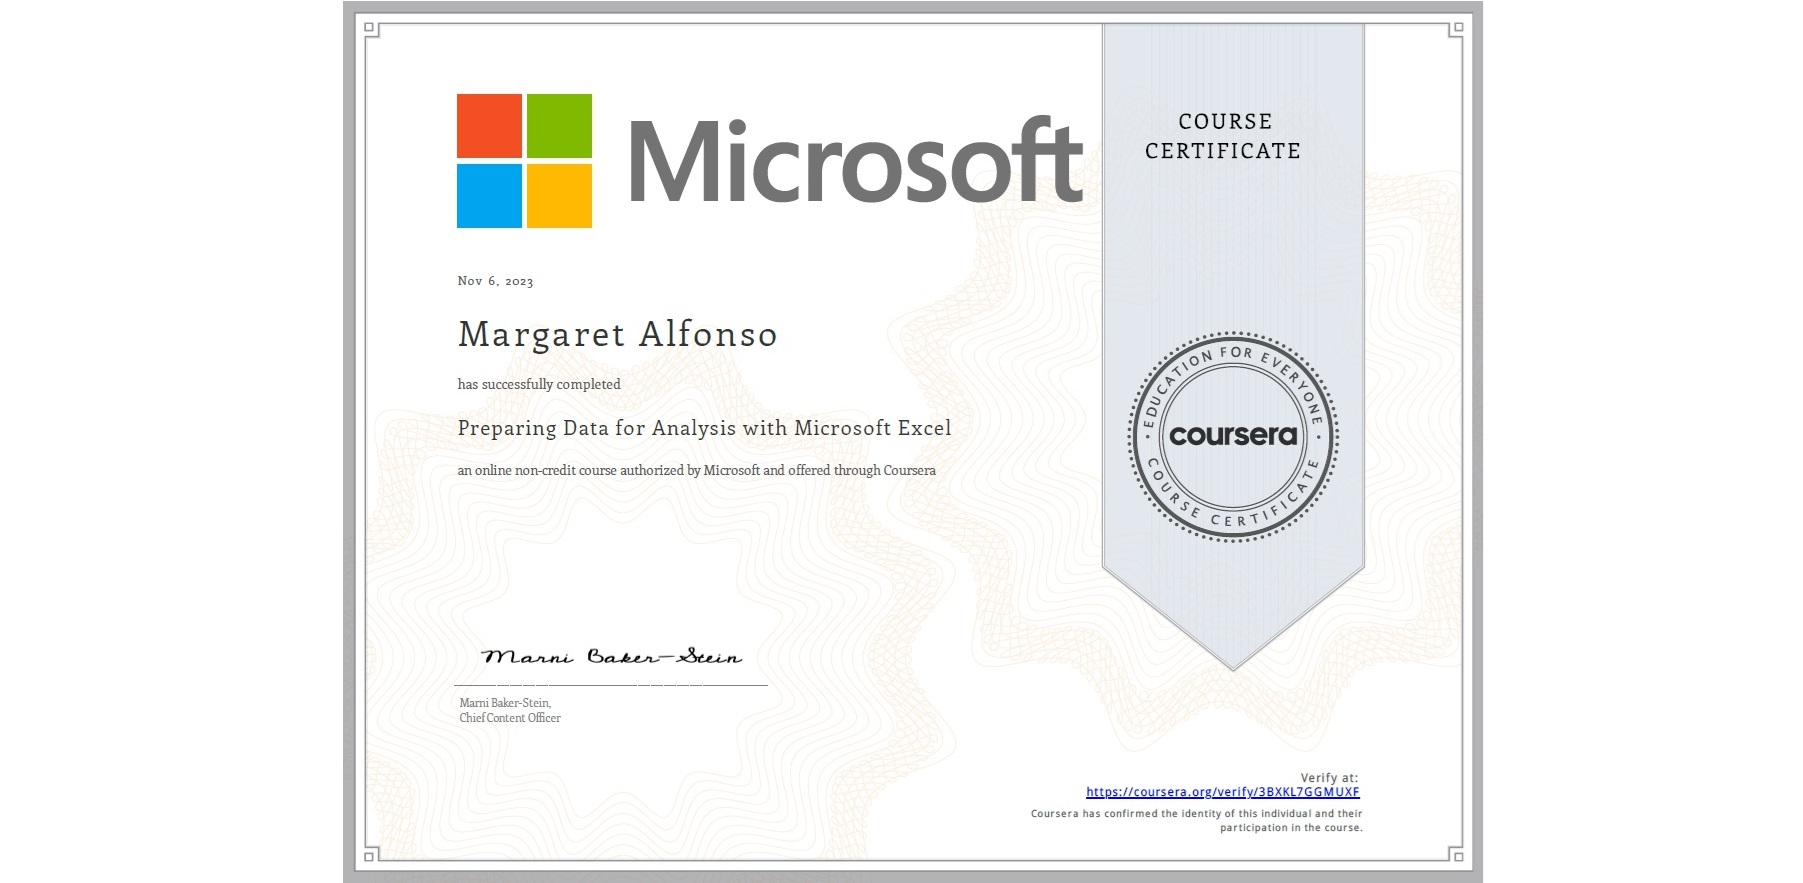 Microsoft
COURSE
CERTIFICATE
Nov 6, 2023
Margaret Alfonso
has successfully completed
Preparing Data for Analysis with Microsoft Excel
an online non-credit course authorized by Microsoft and offered through Coursera
EDUCATION FOR EVERYONE
coursera
COURSE CERTIFICATE
Marni Baker-Stein
Marni Baker-Stein,
Chief Content Officer
Verify at:
https://coursera.org/verify/3BXKL7GGMUXF
Coursera has confirmed the identity of this individual and their
participation in the course.